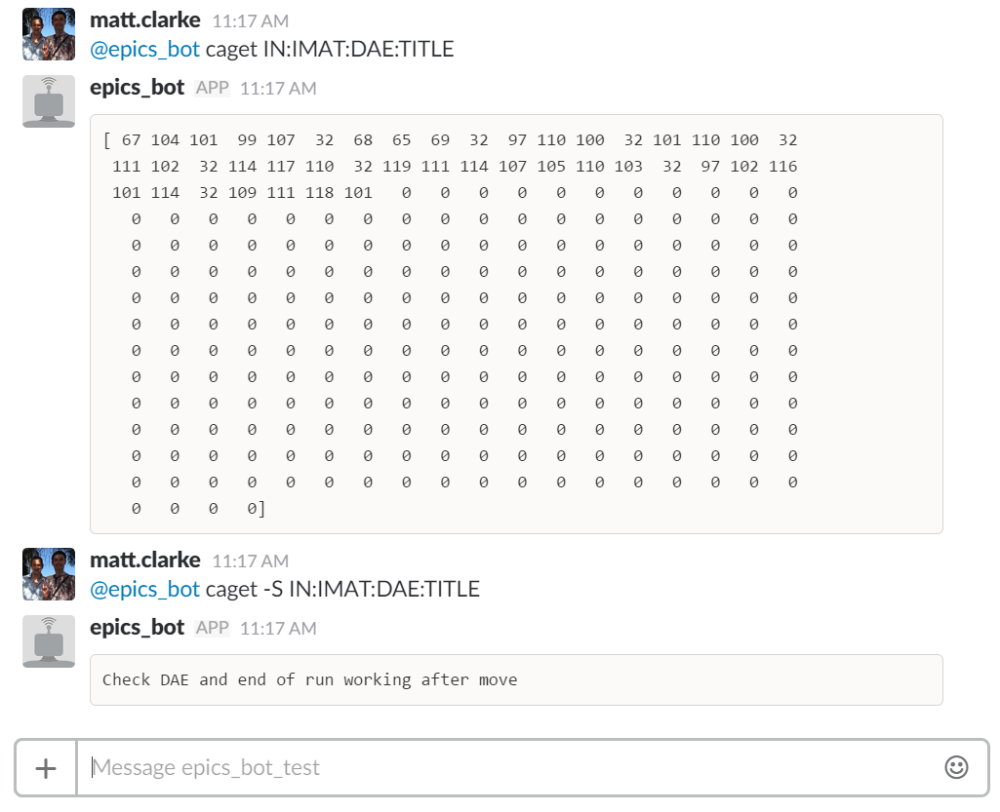 matt.clarke 11:17 AM
@epics_bot caget IN:IMAT:DAE:TITLE
epics_bot APP 11:17 AM
[ 67 104 101 99 107 32 68 65 69 32 97 110 100 32 101 110 100 32
111 102 32 114 117 110 32 119 111 114 107 105 110 103 32 97 102 116
101 114 32 109 111 118 101 0 0 0 0 0 0 0 0 0 0 0
0 0 0 0 0 0 0 0 0 0 0 0 0 0 0 0 0 0
0 0 0 0 0 0 0 0 0 0 0 0 0 0 0 0 0 0
0 0 0 0 0 0 0 0 0 0 0 0 0 0 0 0 0 0
0 0 0 0 0 0 0 0 0 0 0 0 0 0 0 0 0 0
0 0 0 0 0 0 0 0 0 0 0 0 0 0 0 0 0 0
0 0 0 0 0 0 0 0 0 0 0 0 0 0 0 0 0 0
0 0 0 0 0 0 0 0 0 0 0 0 0 0 0 0 0 0
0 0 0 0 0 0 0 0 0 0 0 0 0 0 0 0 0 0
0 0 0 0 0 0 0 0 0 0 0 0 0 0 0 0 0 0
0 0 0 0 0 0 0 0 0 0 0 0 0 0 0 0 0 0
0 0 0 0 0 0 0 0 0 0 0 0 0 0 0 0 0 0
0 0 0 0]
matt.clarke 11:17 AM
@epics_bot caget -S IN:IMAT:DAE:TITLE
epics_bot APP 11:17 AM
Check DAE and end of run working after move
Message epics_bot_test